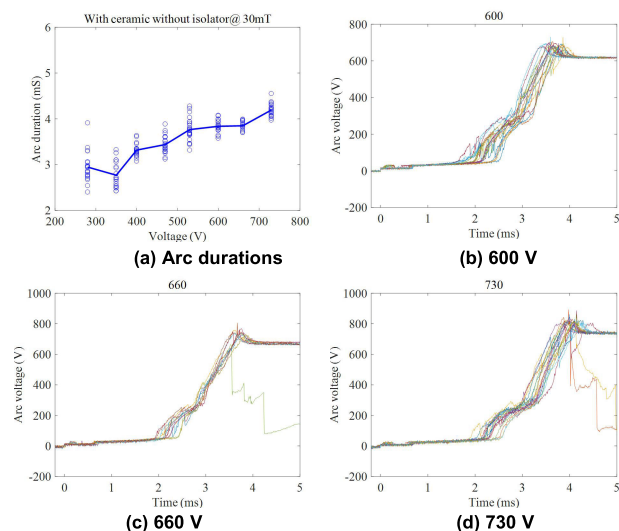 With ceramic without isolator@ 30mT
6
5
4
3
2
200 300 400 500 600 700 800
Arc duration (mS)
Voltage (V)
(a) Arc durations
600
800
600
400
200
0
-200
0 1 2 3 4 5
Arc voltage (V)
Time (ms)
(b) 600 V
660
1000
800
600
400
200
0
-200
0 1 2 3 4 5
Arc voltage (V)
Time (ms)
(c) 660 V
730
1000
800
600
400
200
0
-200
0 1 2 3 4 5
Arc voltage (V)
Time (ms)
(d) 730 V